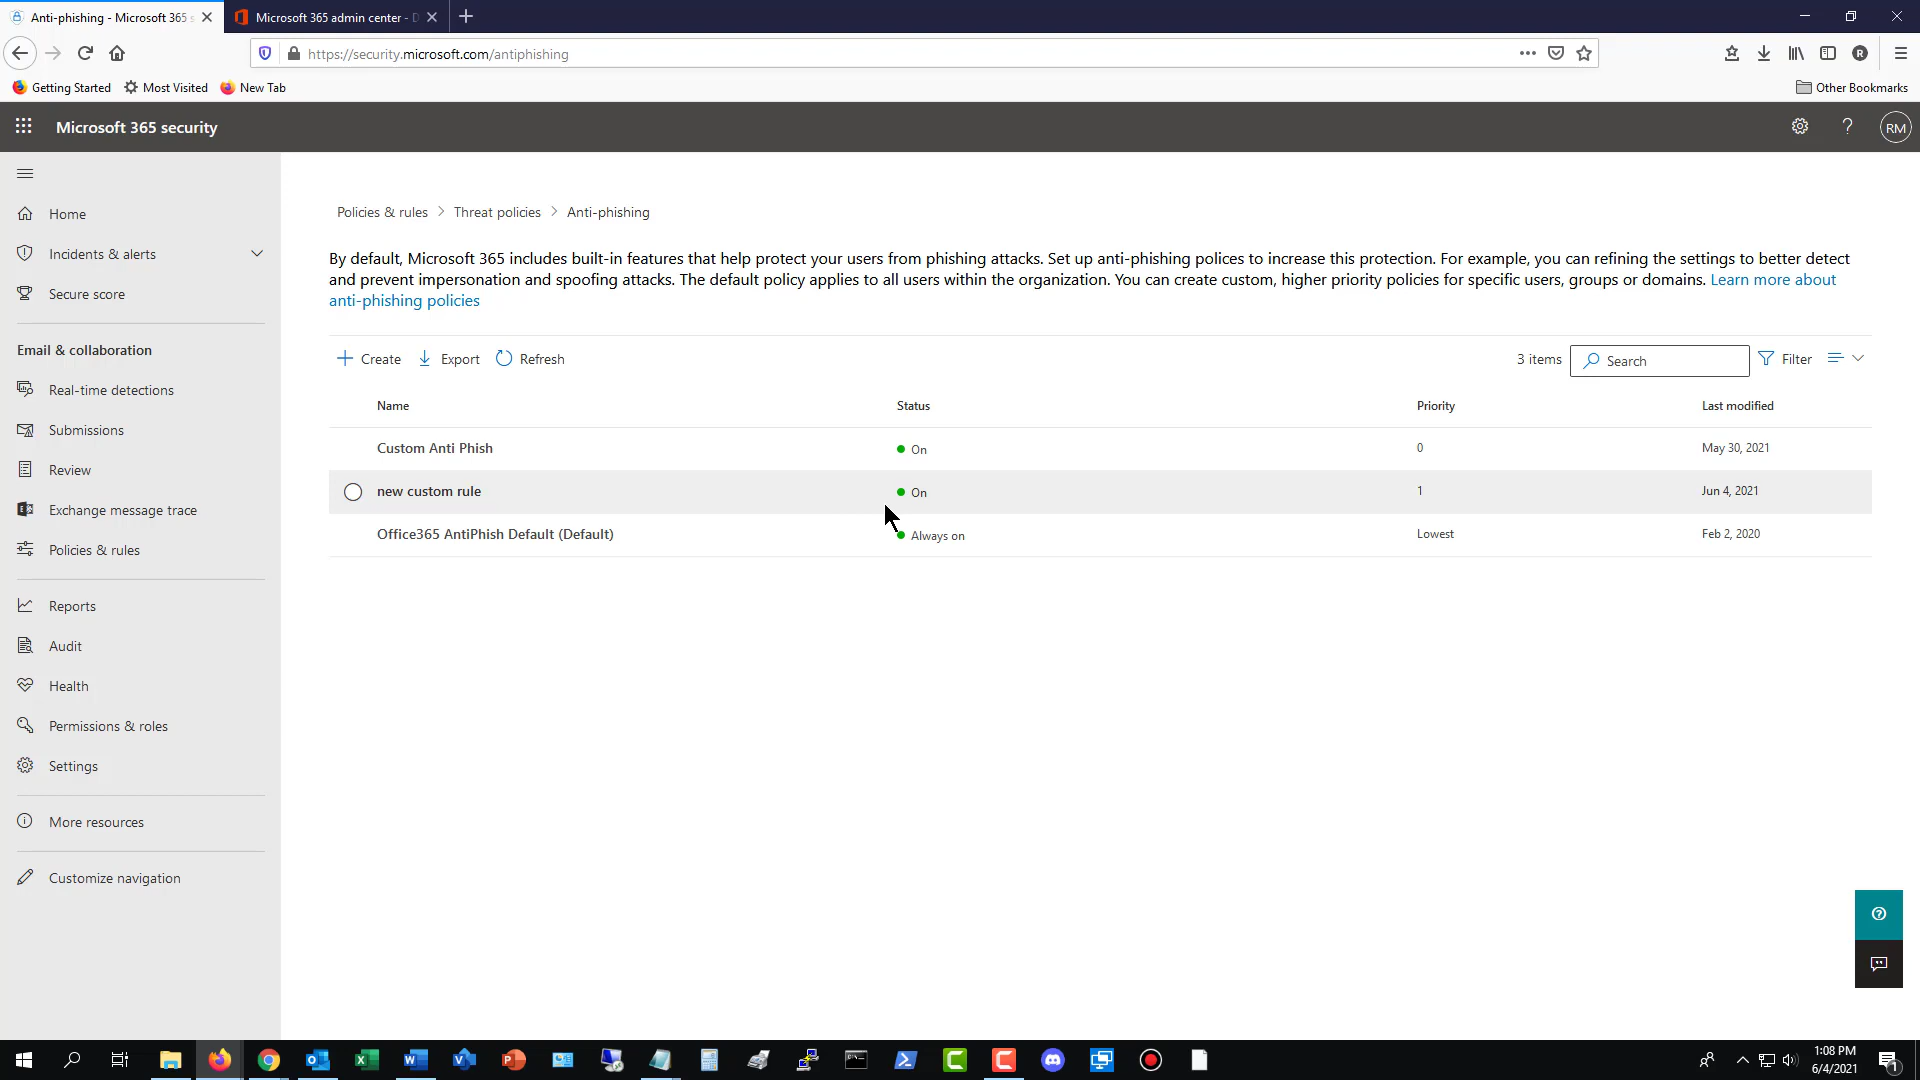 Anti-phishing - Microsoft 365 s
Microsoft 365 admin center - D
https://security.microsoft.com/antiphishing
Getting Started
Most Visited
New Tab
Other Bookmarks
Microsoft 365 security
RM
Home
Incidents & alerts
Secure score
Email & collaboration
Real-time detections
Submissions
Review
Exchange message trace
Policies & rules
Reports
Audit
Health
Permissions & roles
Settings
More resources
Customize navigation
Policies & rules > Threat policies > Anti-phishing
By default, Microsoft 365 includes built-in features that help protect your users from phishing attacks. Set up anti-phishing polices to increase this protection. For example, you can refining the settings to better detect
and prevent impersonation and spoofing attacks. The default policy applies to all users within the organization. You can create custom, higher priority policies for specific users, groups or domains. Learn more about
anti-phishing policies
Create Export Refresh 3 items Search Filter
Name Status Priority Last modified
Custom Anti Phish On 0 May 30, 2021
new custom rule On 1 Jun 4, 2021
Office365 AntiPhish Default (Default) Always on Lowest Feb 2, 2020
1:08 PM
6/4/2021